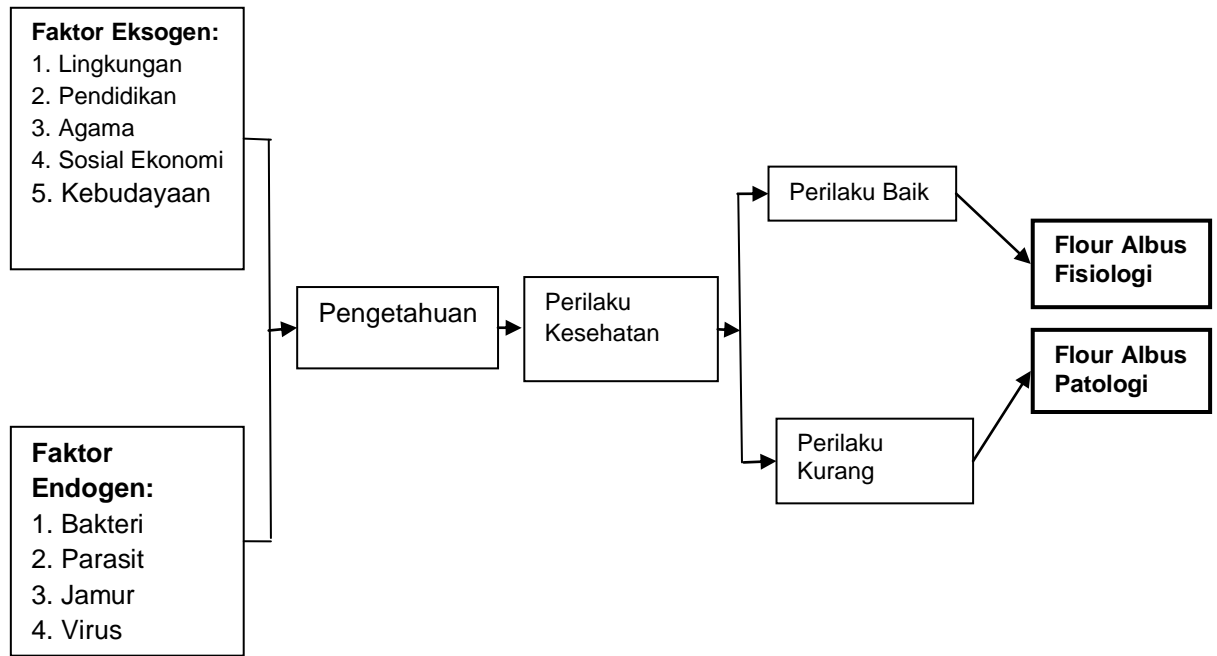 Faktor Eksogen:
1. Lingkungan
2. Pendidikan
3. Agama
4. Sosial Ekonomi
5. Kebudayaan
Faktor
Endogen:
1. Bakteri
2. Parasit
3. Jamur
4. Virus
Pengetahuan
Perilaku
Kesehatan
Perilaku Baik
Perilaku
Kurang
Flour Albus
Fisiologi
Flour Albus
Patologi